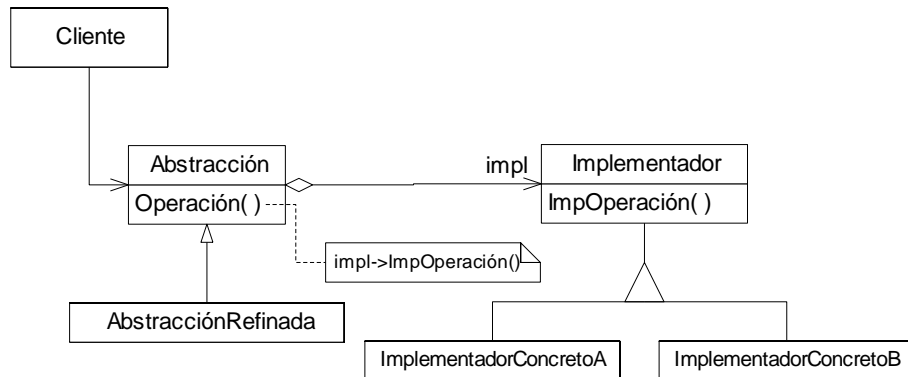 Cliente
Abstracción
Operación( )
impl
Implementador
ImpOperación( )
impl->ImpOperación()
AbstracciónRefinada
ImplementadorConcretoA
ImplementadorConcretoB